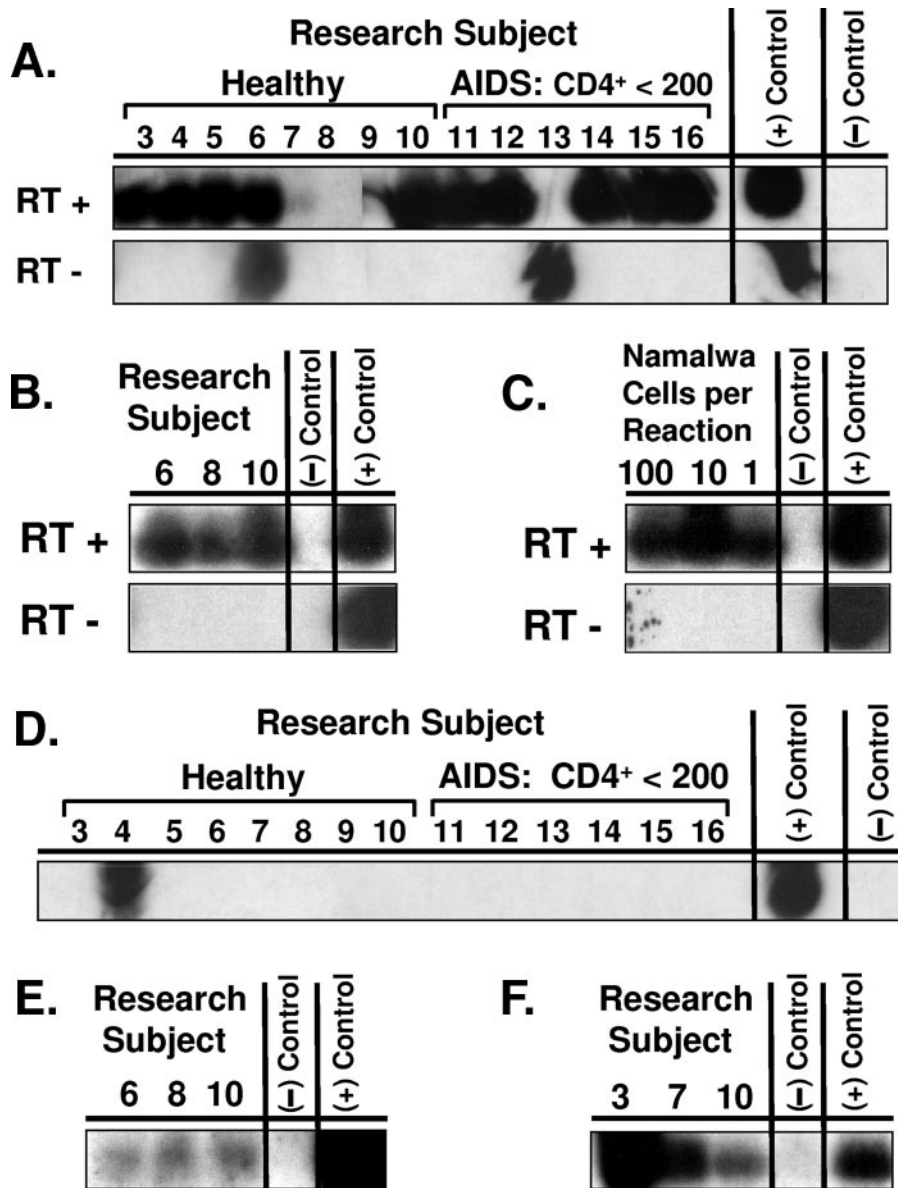 A.
Research Subject
Healthy
AIDS: CD4+ < 200
(+) Control
(−) Control
3 4 5 6 7 8 9 10 11 12 13 14 15 16
RT +
RT -
B.
Research
Subject
(−) Control
(+) Control
6 8 10
RT +
RT -
C.
Namalwa
Cells per
Reaction
(−) Control
(+) Control
100 10 1
RT +
RT -
D.
Research Subject
Healthy
AIDS: CD4+ < 200
(+) Control
(−) Control
3 4 5 6 7 8 9 10 11 12 13 14 15 16
E.
Research
Subject
(−) Control
(+) Control
6 8 10
F.
Research
Subject
(−) Control
(+) Control
3 7 10